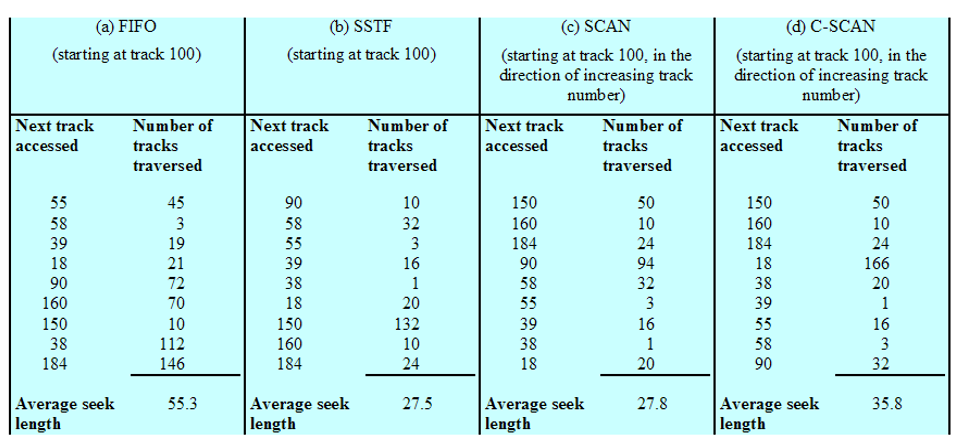 (a) FIFO (b) SSTF (c) SCAN (d) C-SCAN
(starting at track 100) (starting at track 100) (starting at track 100, in the (starting at track 100, in the
direction of increasing track direction of increasing track
number) number)
Next track Number of Next track Number of Next track Number of Next track Number of
accessed tracks accessed tracks accessed tracks accessed tracks
traversed traversed traversed traversed
55 45 90 10 150 50 150 50
58 3 58 32 160 10 160 10
39 19 55 3 184 24 184 24
18 21 39 16 90 94 18 166
90 72 38 1 58 32 38 20
160 70 18 20 55 3 39 1
150 10 150 132 39 16 55 16
38 112 160 10 38 1 58 3
184 146 184 24 18 20 90 32
Average seek 55.3 Average seek 27.5 Average seek 27.8 Average seek 35.8
length length length length